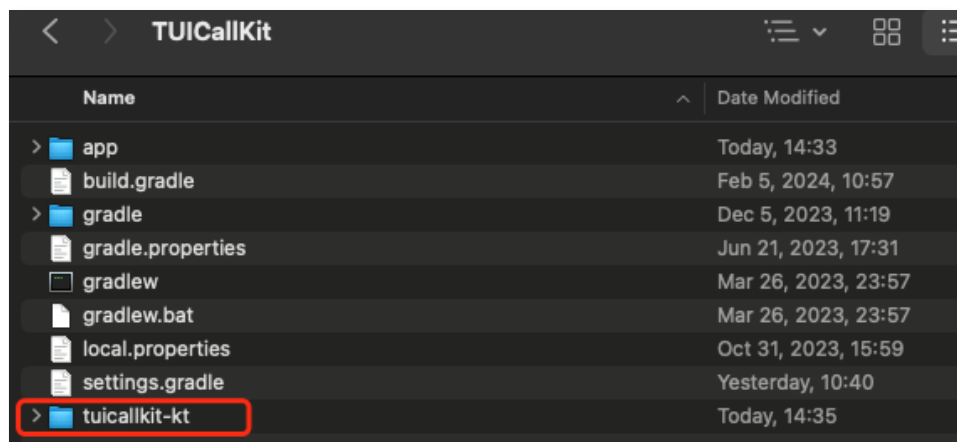 TUICallKit
Name Date Modified
app Today, 14:33
build.gradle Feb 5, 2024, 10:57
gradle Dec 5, 2023, 11:19
gradle.properties Jun 21, 2023, 17:31
gradlew Mar 26, 2023, 23:57
gradlew.bat Mar 26, 2023, 23:57
local.properties Oct 31, 2023, 15:59
settings.gradle Yesterday, 10:40
tuicallkit-kt Today, 14:35